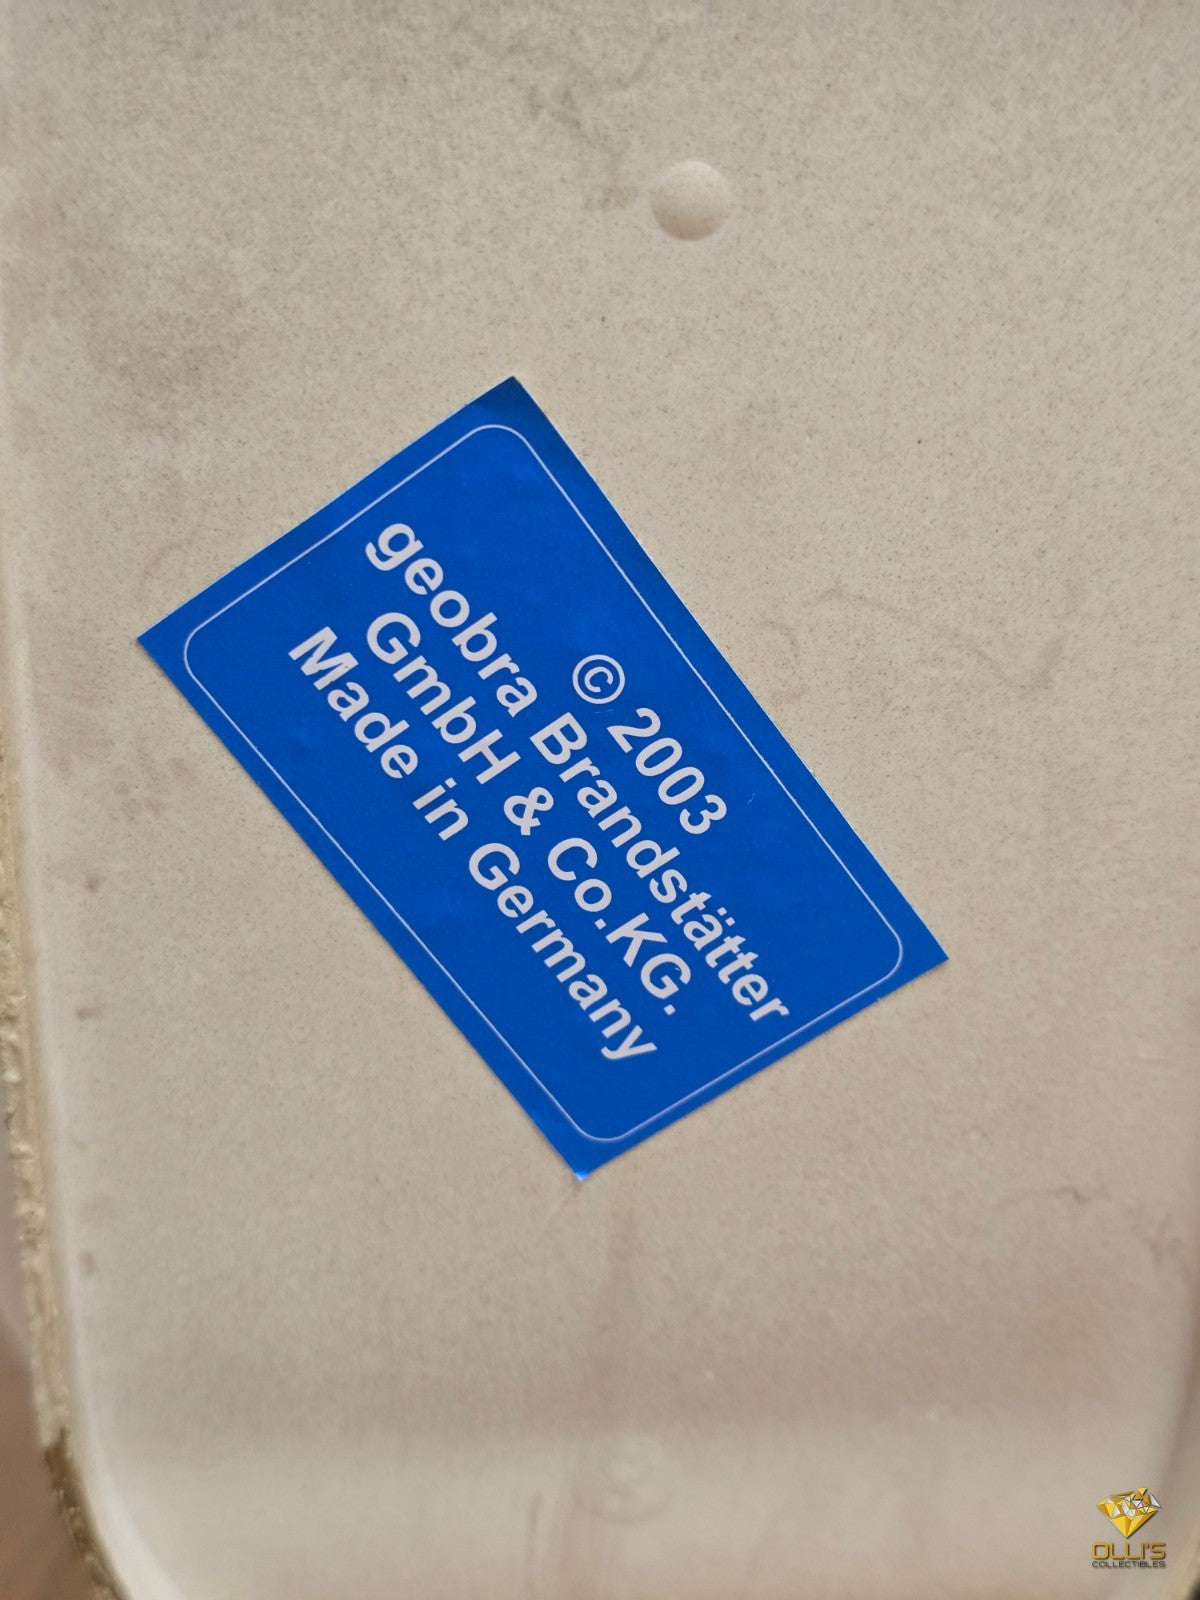 © 2003
geobra Brandstätter
GmbH & Co.KG.
Made in Germany
OLLI'S
COLLECTIBLES